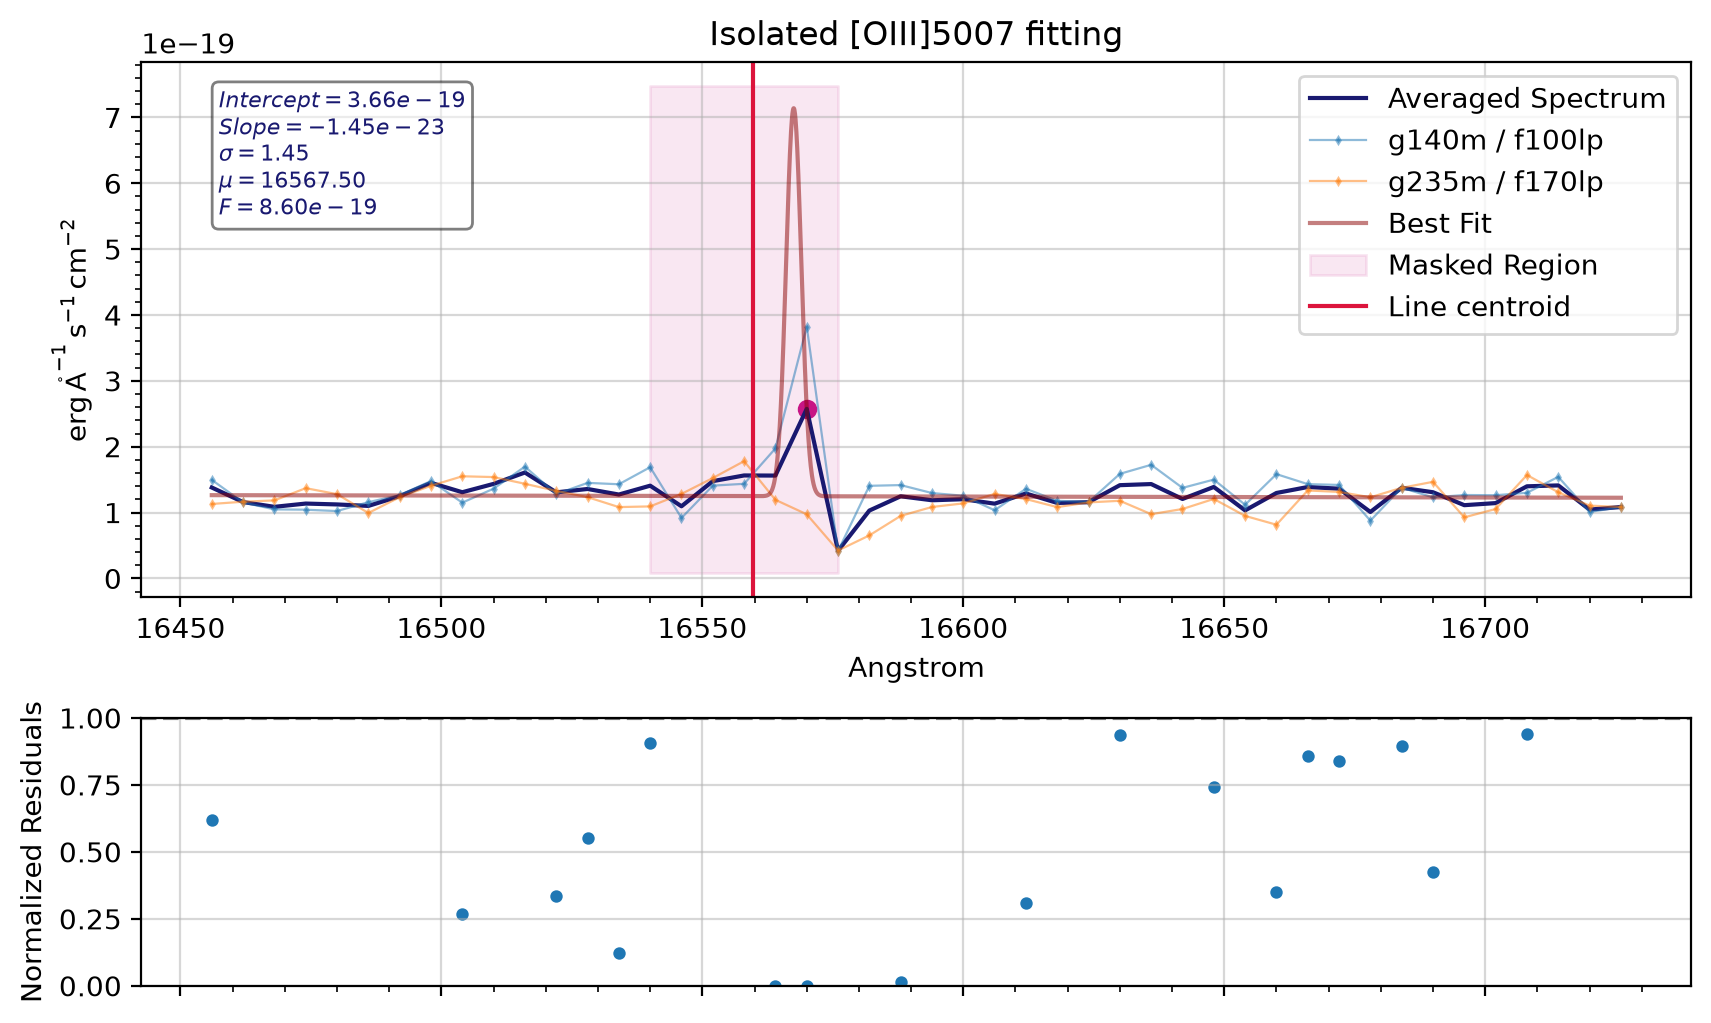 Isolated [OIII]5007 fitting
1e−19
Intercept = 3.66e − 19
Slope = −1.45e − 23
σ = 1.45
μ = 16567.50
F = 8.60e − 19
Averaged Spectrum
g140m / f100lp
g235m / f170lp
Best Fit
Masked Region
Line centroid
erg Å⁻¹ s⁻¹ cm⁻²
7
6
5
4
3
2
1
0
16450 16500 16550 16600 16650 16700
Angstrom
Normalized Residuals
1.00
0.75
0.50
0.25
0.00